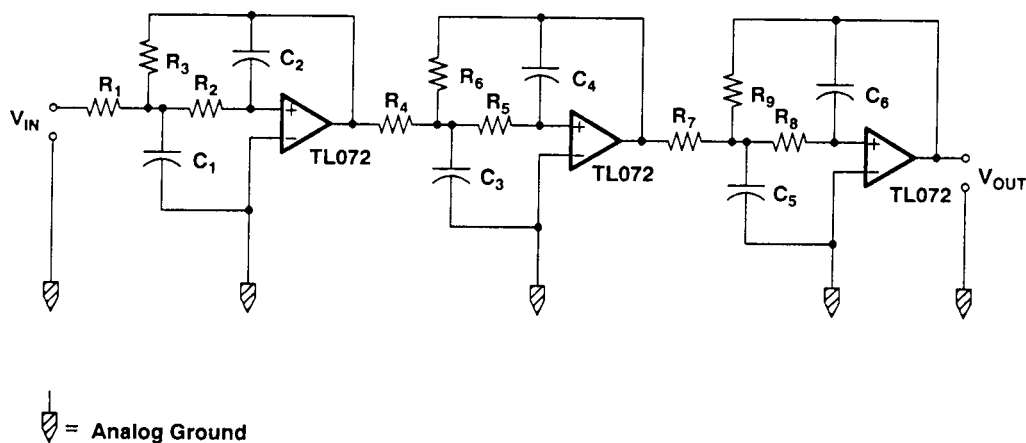 R1
R3
R2
C2
C1
VIN
+
−
TL072
R4
R6
R5
C4
C3
+
−
TL072
R7
R9
R8
C6
C5
+
−
TL072
VOUT
= Analog Ground